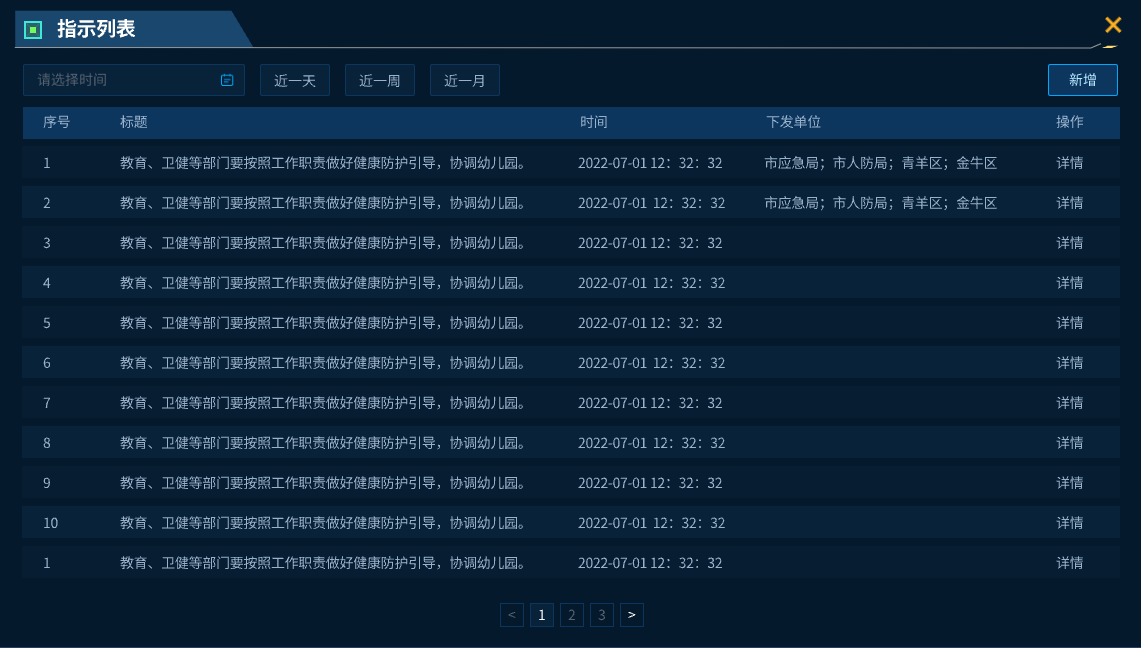 指示列表
请选择时间 近一天 近一周 近一月 新增
序号 标题 时间 下发单位 操作
1 教育、卫健等部门要按照工作职责做好健康防护引导，协调幼儿园。 2022-07-01 12：32：32 市应急局；市人防局；青羊区；金牛区 详情
2 教育、卫健等部门要按照工作职责做好健康防护引导，协调幼儿园。 2022-07-01 12：32：32 市应急局；市人防局；青羊区；金牛区 详情
3 教育、卫健等部门要按照工作职责做好健康防护引导，协调幼儿园。 2022-07-01 12：32：32 详情
4 教育、卫健等部门要按照工作职责做好健康防护引导，协调幼儿园。 2022-07-01 12：32：32 详情
5 教育、卫健等部门要按照工作职责做好健康防护引导，协调幼儿园。 2022-07-01 12：32：32 详情
6 教育、卫健等部门要按照工作职责做好健康防护引导，协调幼儿园。 2022-07-01 12：32：32 详情
7 教育、卫健等部门要按照工作职责做好健康防护引导，协调幼儿园。 2022-07-01 12：32：32 详情
8 教育、卫健等部门要按照工作职责做好健康防护引导，协调幼儿园。 2022-07-01 12：32：32 详情
9 教育、卫健等部门要按照工作职责做好健康防护引导，协调幼儿园。 2022-07-01 12：32：32 详情
10 教育、卫健等部门要按照工作职责做好健康防护引导，协调幼儿园。 2022-07-01 12：32：32 详情
1 教育、卫健等部门要按照工作职责做好健康防护引导，协调幼儿园。 2022-07-01 12：32：32 详情
< 1 2 3 >